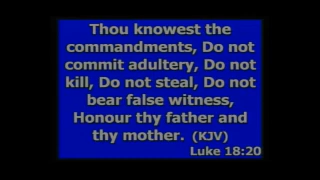 Thou knowest the
commandments, Do not
commit adultery, Do not
kill, Do not steal, Do not
bear false witness,
Honour thy father and
thy mother. (KJV)
Luke 18:20